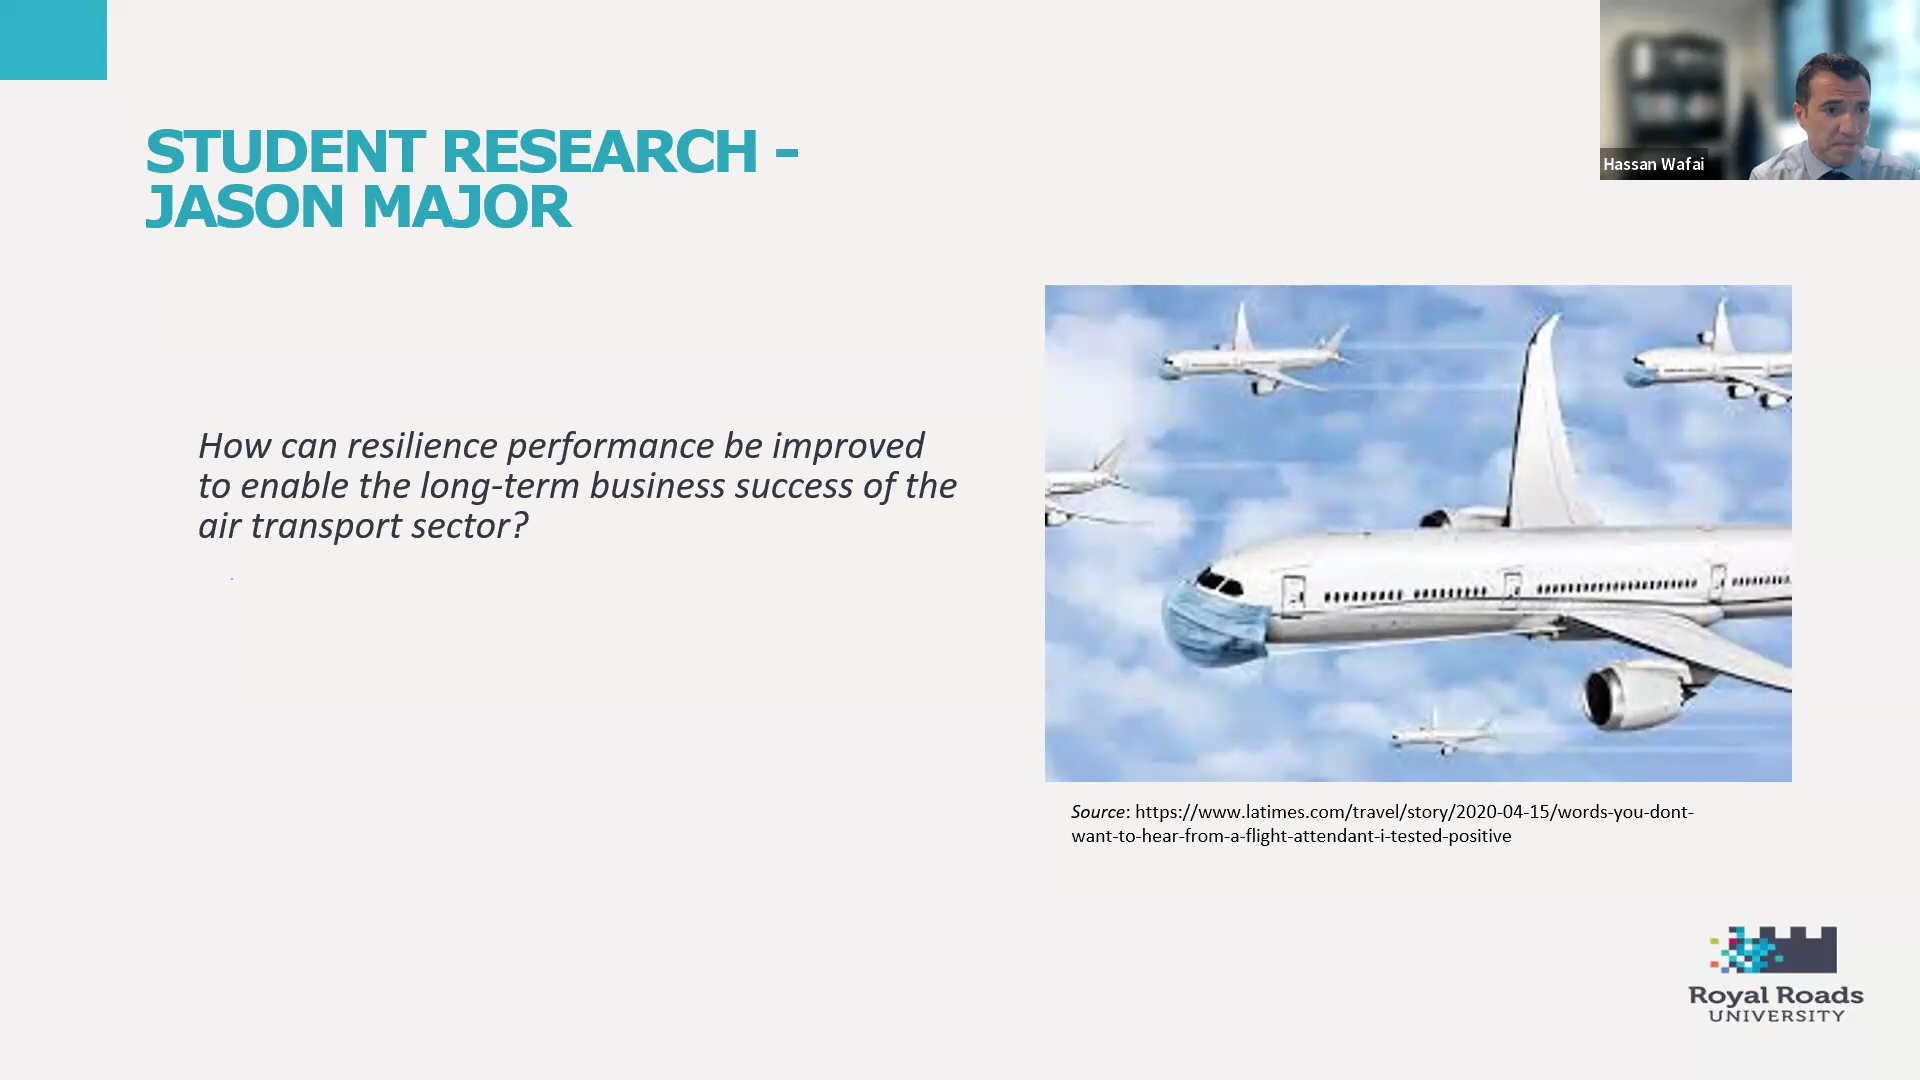 STUDENT RESEARCH -
JASON MAJOR
Hassan Wafai
How can resilience performance be improved
to enable the long-term business success of the
air transport sector?
Source: https://www.latimes.com/travel/story/2020-04-15/words-you-dont-
want-to-hear-from-a-flight-attendant-i-tested-positive
Royal Roads
UNIVERSITY